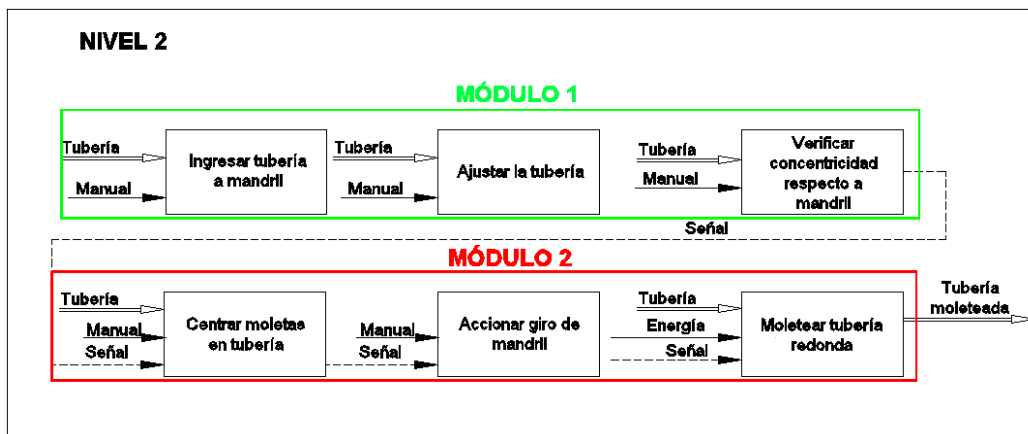 NIVEL 2
MÓDULO 1
Tubería
Manual
Ingresar tubería
a mandril
Tubería
Manual
Ajustar la tubería
Tubería
Manual
Verificar
concentricidad
respecto a
mandril
Señal
MÓDULO 2
Tubería
Manual
Señal
Centrar moletas
en tubería
Manual
Señal
Accionar giro de
mandril
Tubería
Energía
Señal
Moletear tubería
redonda
Tubería
moleteada